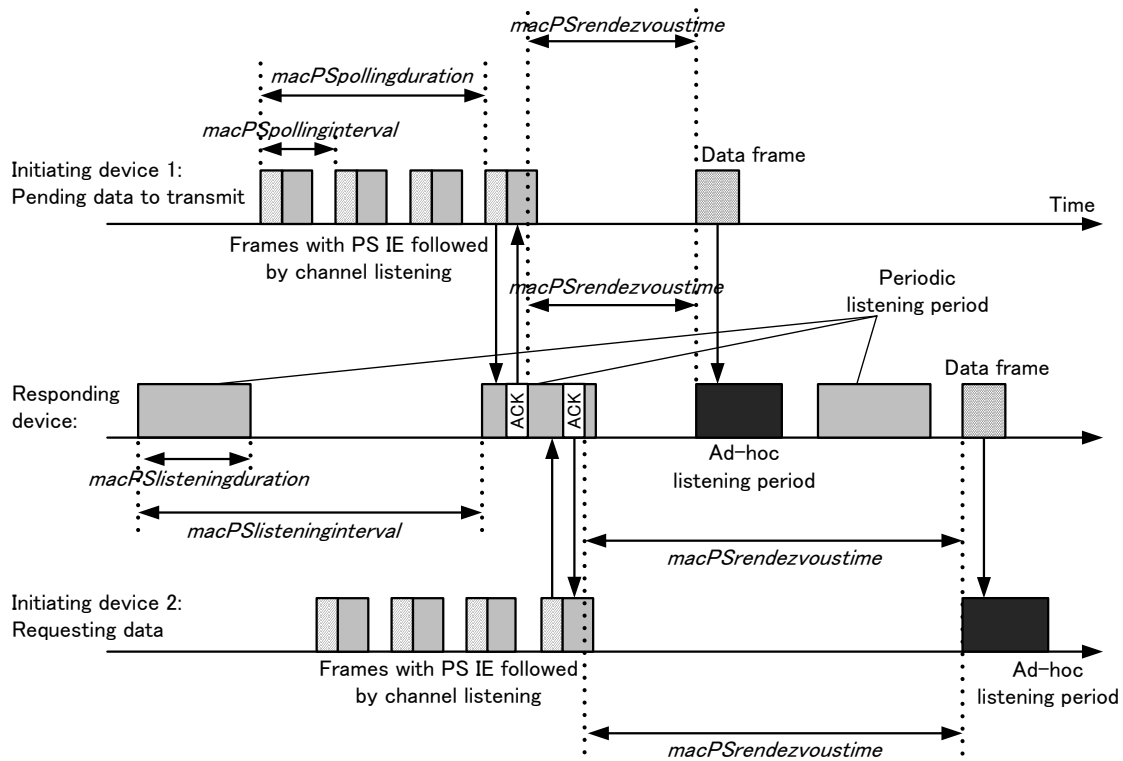 macPSrendezvoustime
macPSpollingduration
macPSpollinginterval
Initiating device 1:
Pending data to transmit
Data frame
Time
Frames with PS IE followed
by channel listening
macPSrendezvoustime
Periodic
listening period
Responding
device:
ACK
ACK
Data frame
macPSlisteningduration
Ad-hoc
listening period
macPSlisteninginterval
macPSrendezvoustime
Initiating device 2:
Requesting data
Frames with PS IE followed
by channel listening
Ad-hoc
listening period
macPSrendezvoustime